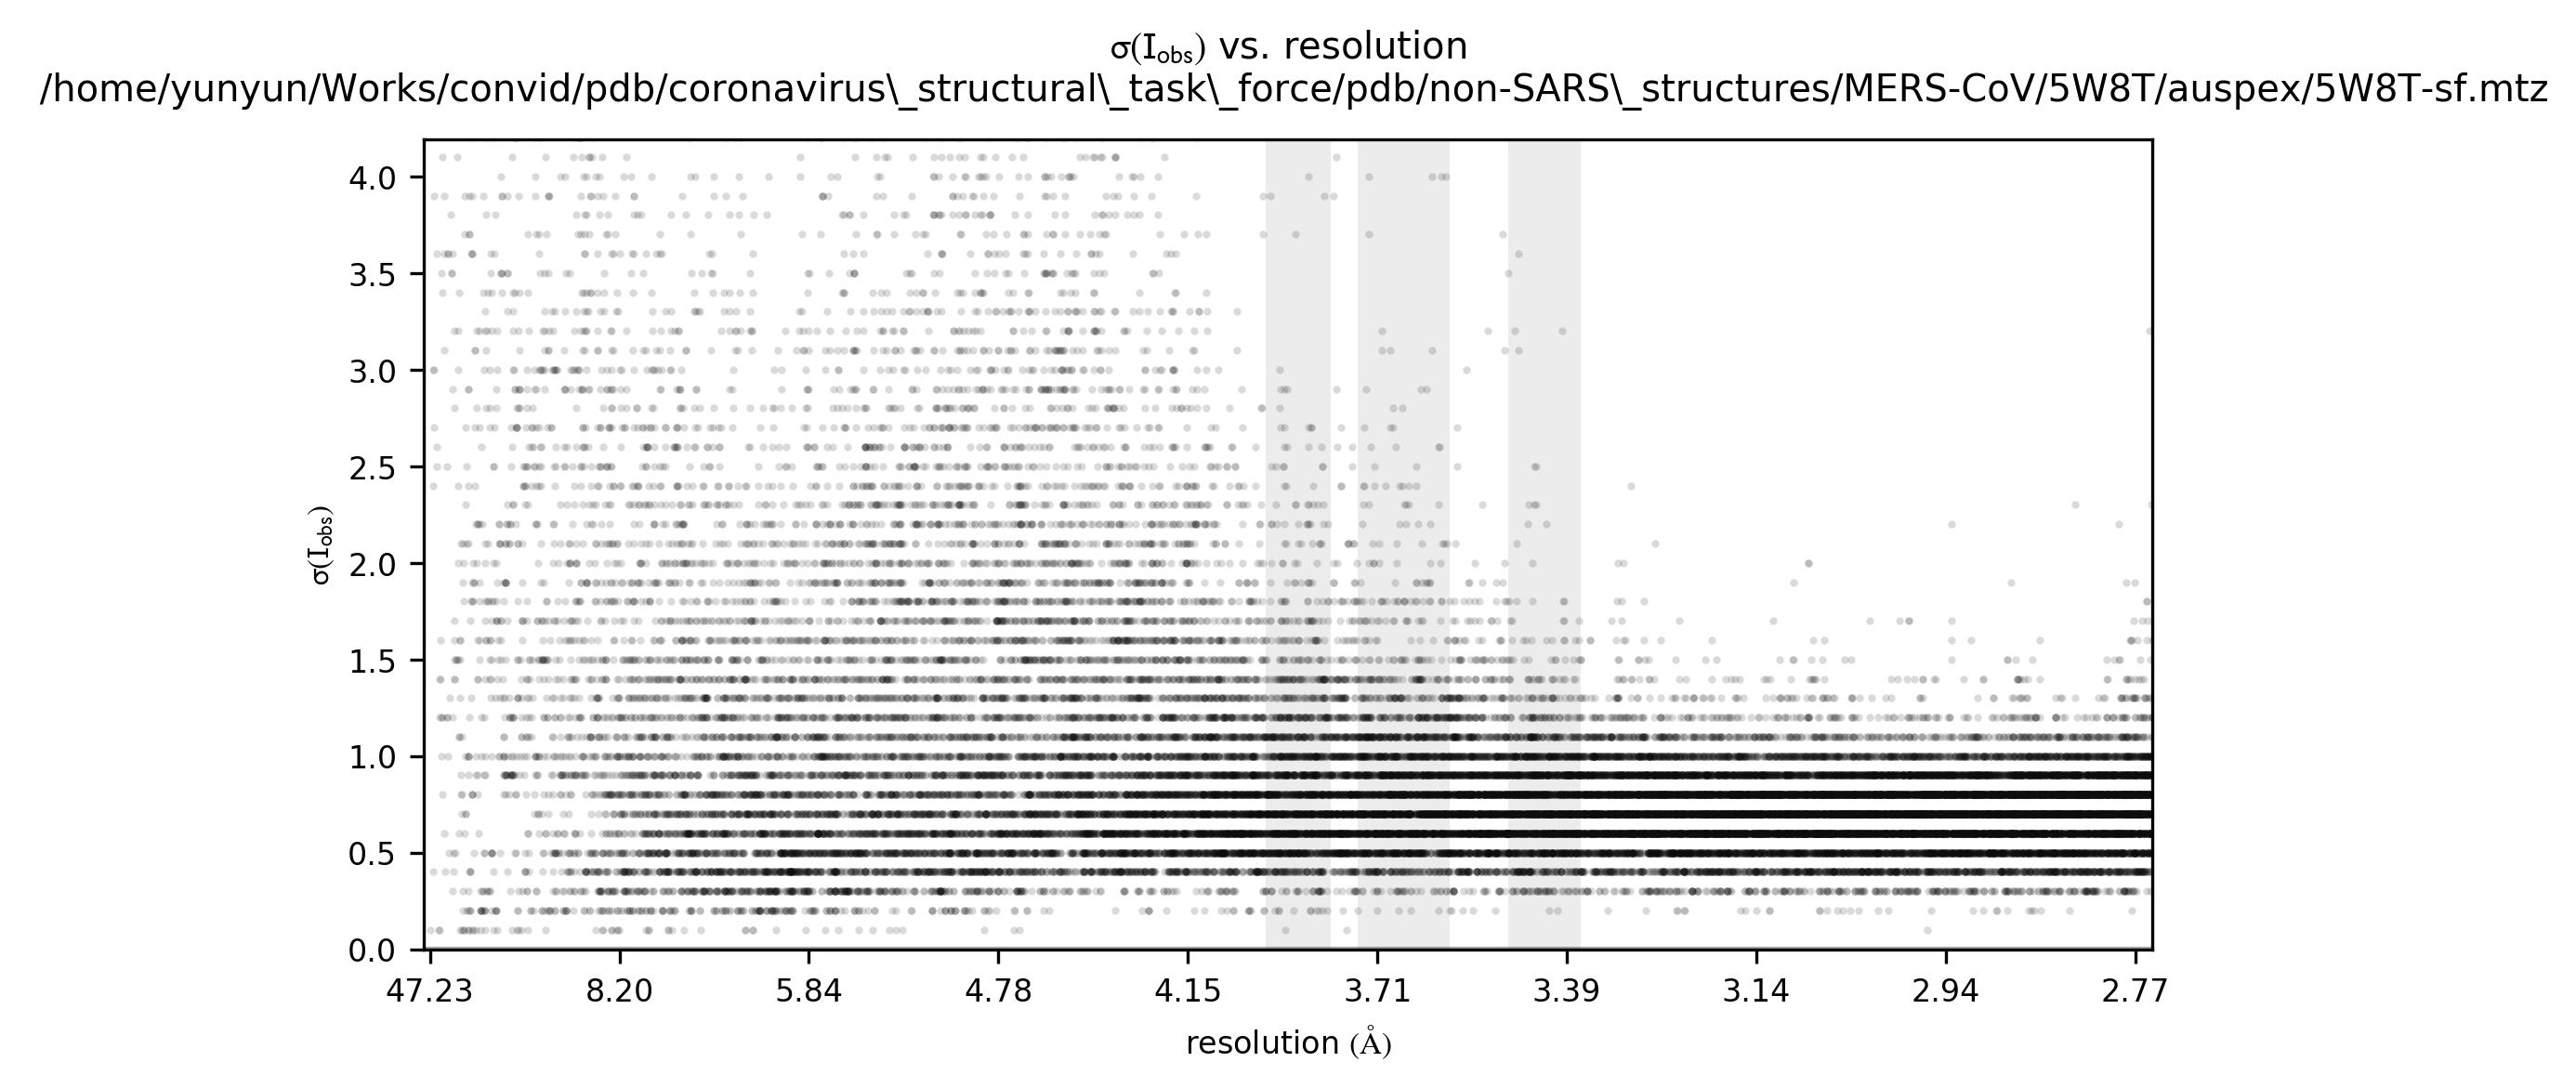 σ(Iobs) vs. resolution
/home/yunyun/Works/convid/pdb/coronavirus\_structural\_task\_force/pdb/non-SARS\_structures/MERS-CoV/5W8T/auspex/5W8T-sf.mtz
4.0
3.5
3.0
2.5
2.0
1.5
1.0
0.5
0.0
σ(Iobs)
47.23 8.20 5.84 4.78 4.15 3.71 3.39 3.14 2.94 2.77
resolution (Å)